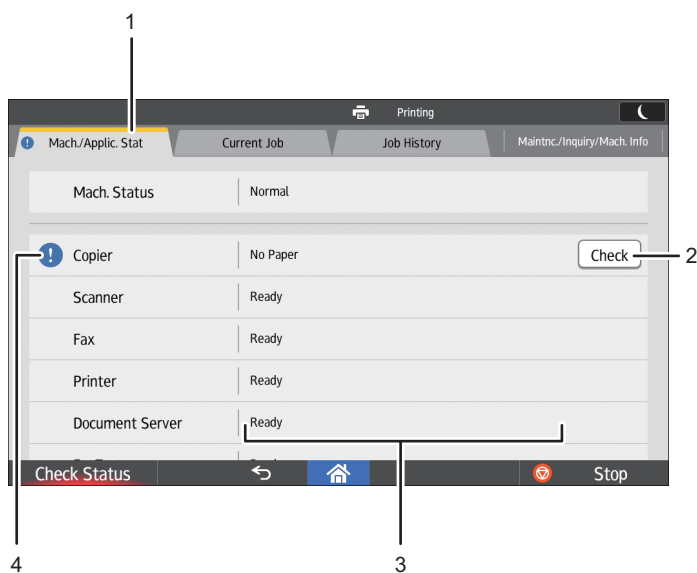 1
Printing
Mach./Applic. Stat Current Job Job History Maintnc./Inquiry/Mach. Info
Mach. Status Normal
! Copier No Paper Check 2
Scanner Ready
Fax Ready
Printer Ready
Document Server Ready
Check Status Stop
4 3